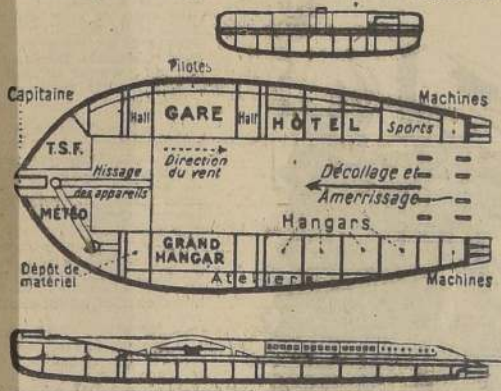 Pilotes
Capitaine
Machines
Hall
GARE
Hall
HÔTEL
Sports
T.S.F.
Direction
du vent
Hissage
des appareils
Décollage et
Amerrissage
MÉTÉO
Hangars
GRAND
HANGAR
Dépôt de
matériel
Ateliers
Machines